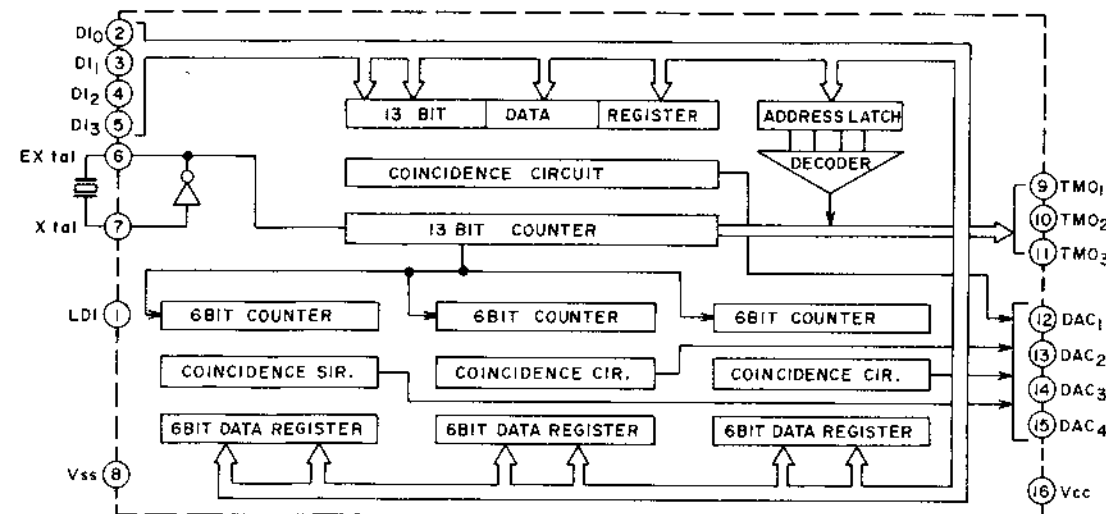 DI0 2
DI1 3
DI2 4
DI3 5
13 BIT DATA REGISTER
ADDRESS LATCH
EX tal 6
COINCIDENCE CIRCUIT
DECODER
9 TMO1
X tal 7
13 BIT COUNTER
10 TMO2
11 TMO3
LDI 1
6BIT COUNTER
6BIT COUNTER
6BIT COUNTER
12 DAC1
13 DAC2
COINCIDENCE SIR.
COINCIDENCE CIR.
COINCIDENCE CIR.
14 DAC3
6BIT DATA REGISTER
6BIT DATA REGISTER
6BIT DATA REGISTER
15 DAC4
Vss 8
16 Vcc